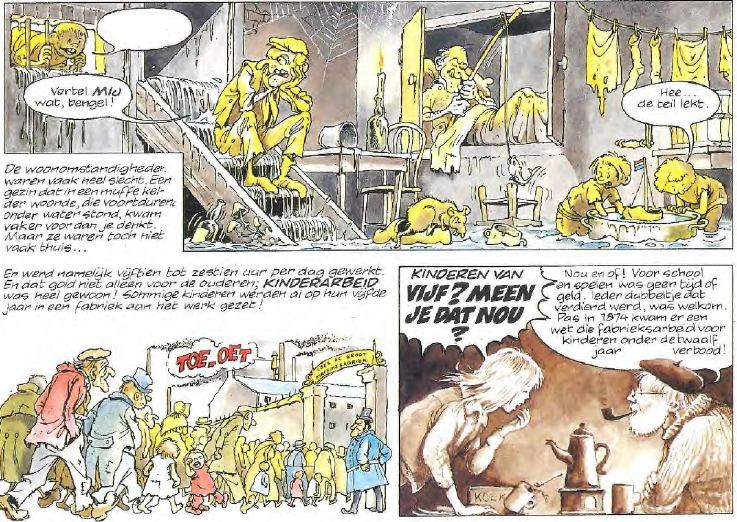 Vertel MIJ
wat, bengel!
Hee...
de teil lekt.
De woonomstandigheden
waren vaak heel slecht. Een
gezin dat in een muffe kel-
der woonde, die voortdurend
onder water stond, kwam
vaker voor dan je denkt.
Maar ze waren toch niet
vaak thuis...
Er werd namelijk vijftien tot zestien uur per dag gewerkt.
En dat gold niet alleen voor de ouderen; KINDERARBEID
was heel gewoon! Sommige kinderen werden al op hun vijfde
jaar in een fabriek aan het werk gezet!
TOE-OET
DE GROOT
FABRIEK
KINDEREN VAN
VIJF? MEEN
JE DAT NOU
?
Nou en of! Voor school
en spelen was geen tijd of
geld. Ieder dubbeltje dat
verdiend werd, was welkom.
Pas in 1874 kwam er een
wet die fabrieksarbeid voor
kinderen onder de twaalf
jaar verbood!
KOEK